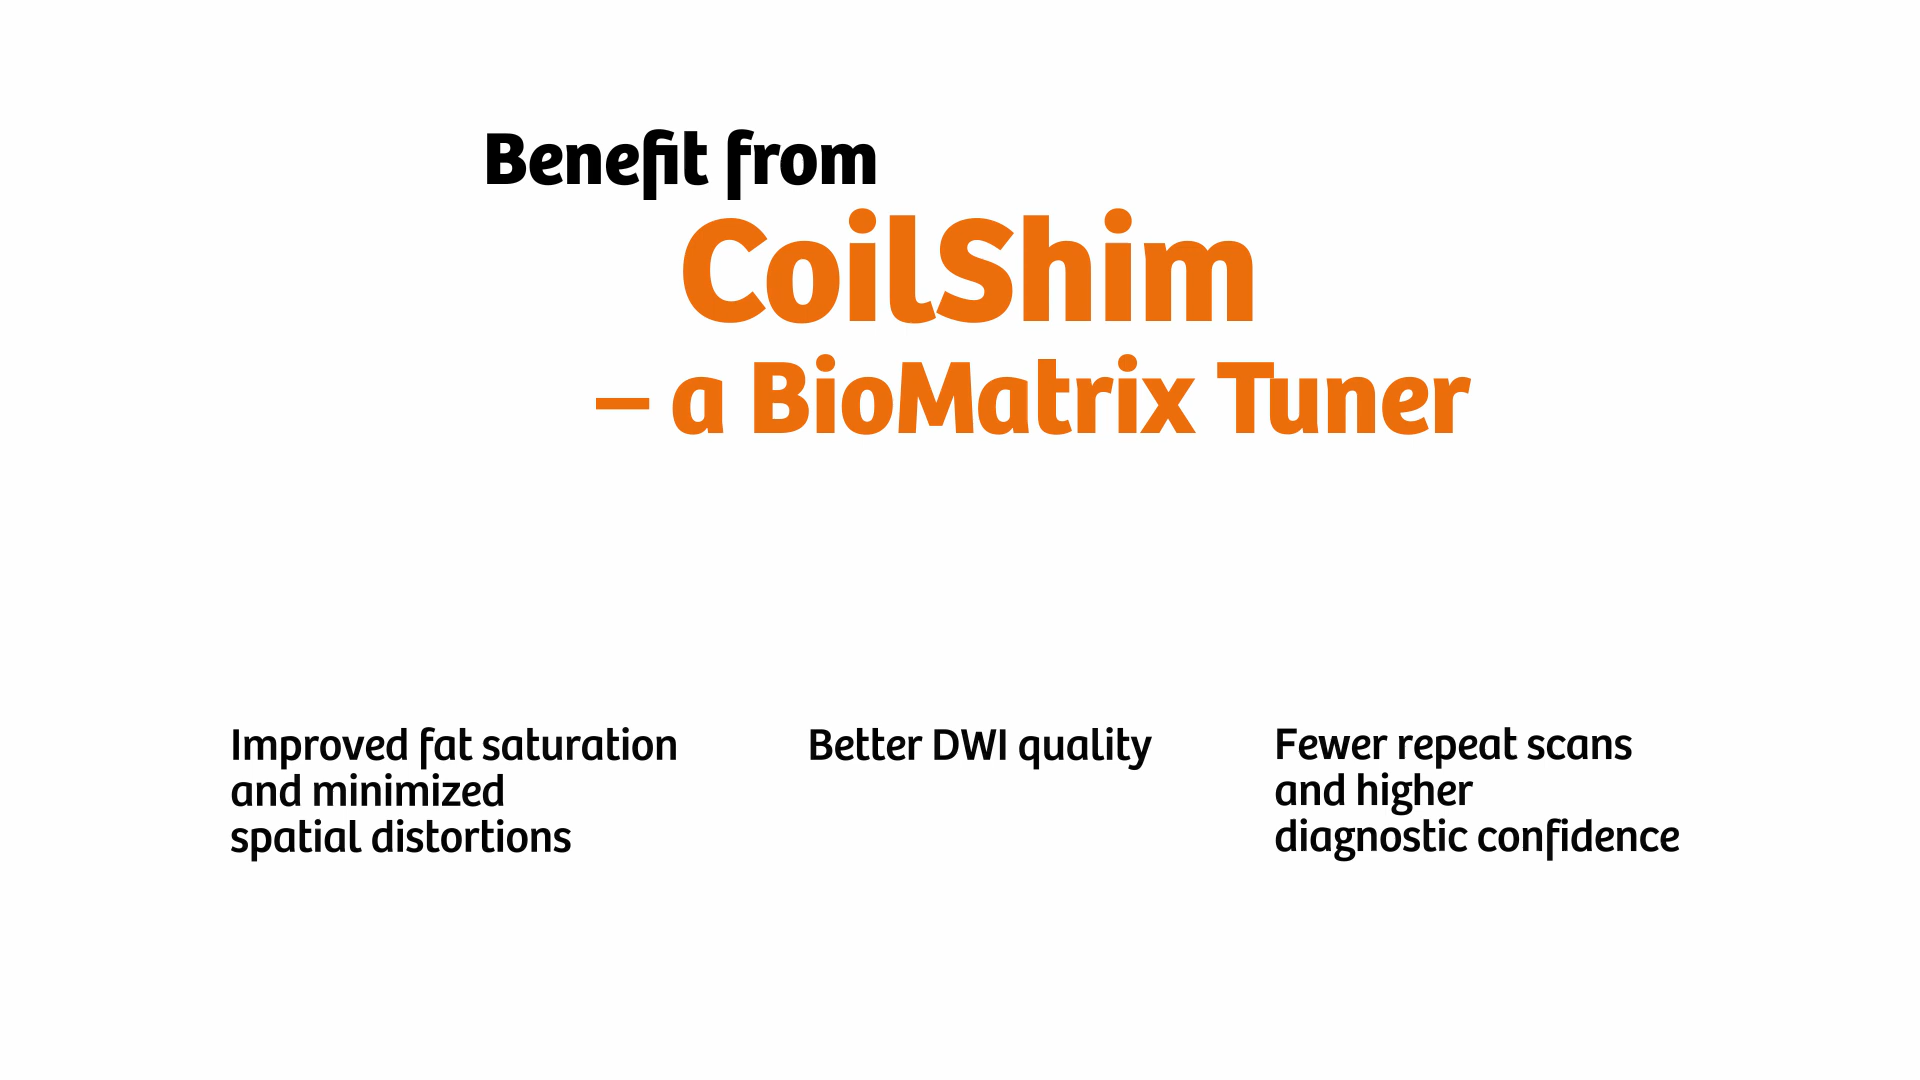 Benefit from
CoilShim
– a BioMatrix Tuner
Improved fat saturation
and minimized
spatial distortions
Better DWI quality
Fewer repeat scans
and higher
diagnostic confidence